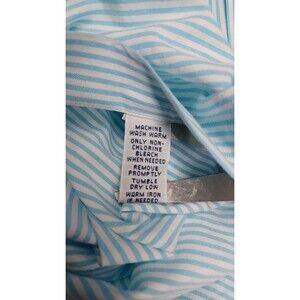 MACHINE
WASH WARM
ONLY NON-
CHLORINE
BLEACH
WHEN NEEDED
REMOVE
PROMPTLY
TUMBLE
DRY LOW
WARM IRON
IF NEEDED